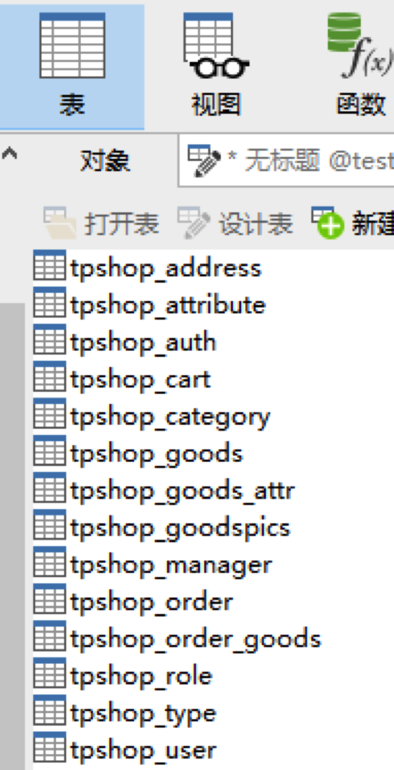 表 视图 函数
f(x)
对象 * 无标题 @test
打开表 设计表 新建
tpshop_address
tpshop_attribute
tpshop_auth
tpshop_cart
tpshop_category
tpshop_goods
tpshop_goods_attr
tpshop_goodspics
tpshop_manager
tpshop_order
tpshop_order_goods
tpshop_role
tpshop_type
tpshop_user